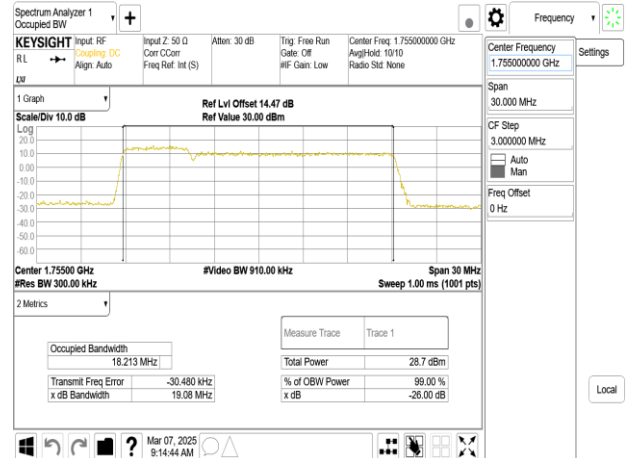 Spectrum Analyzer 1
Occupied BW
Frequency
KEYSIGHT
RL
LXI
Input: RF
Coupling: DC
Align: Auto
Input Z: 50 Ω
Corr CCorr
Freq Ref: Int (S)
Atten: 30 dB
Trig: Free Run
Gate: Off
#IF Gain: Low
Center Freq: 1.755000000 GHz
Avg|Hold: 10/10
Radio Std: None
Center Frequency
1.755000000 GHz
Settings
Span
30.000 MHz
CF Step
3.000000 MHz
Auto
Man
Freq Offset
0 Hz
Local
1 Graph
Scale/Div 10.0 dB
Ref Lvl Offset 14.47 dB
Ref Value 30.00 dBm
Log
20.0
10.0
0.00
-10.0
-20.0
-30.0
-40.0
-50.0
-60.0
Center 1.75500 GHz
#Video BW 910.00 kHz
Span 30 MHz
#Res BW 300.00 kHz
Sweep 1.00 ms (1001 pts)
2 Metrics
Measure Trace Trace 1
Occupied Bandwidth
18.213 MHz
Total Power 28.7 dBm
Transmit Freq Error -30.480 kHz
% of OBW Power 99.00 %
x dB Bandwidth 19.08 MHz
x dB -26.00 dB
?
Mar 07, 2025
9:14:44 AM